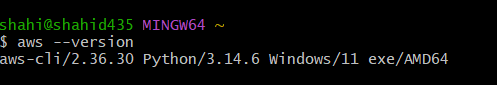 shahi@shahid435 MINGW64 ~
$ aws --version
aws-cli/2.36.30 Python/3.14.6 Windows/11 exe/AMD64